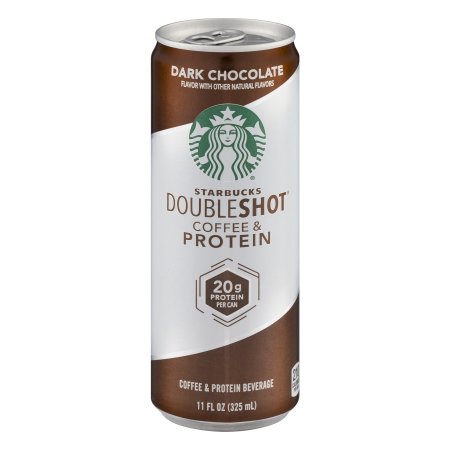 DARK CHOCOLATE
FLAVOR WITH OTHER NATURAL FLAVORS
STARBUCKS
DOUBLESHOT®
COFFEE &
PROTEIN
20g
PROTEIN
PER CAN
COFFEE & PROTEIN BEVERAGE
11 FL OZ (325 mL)